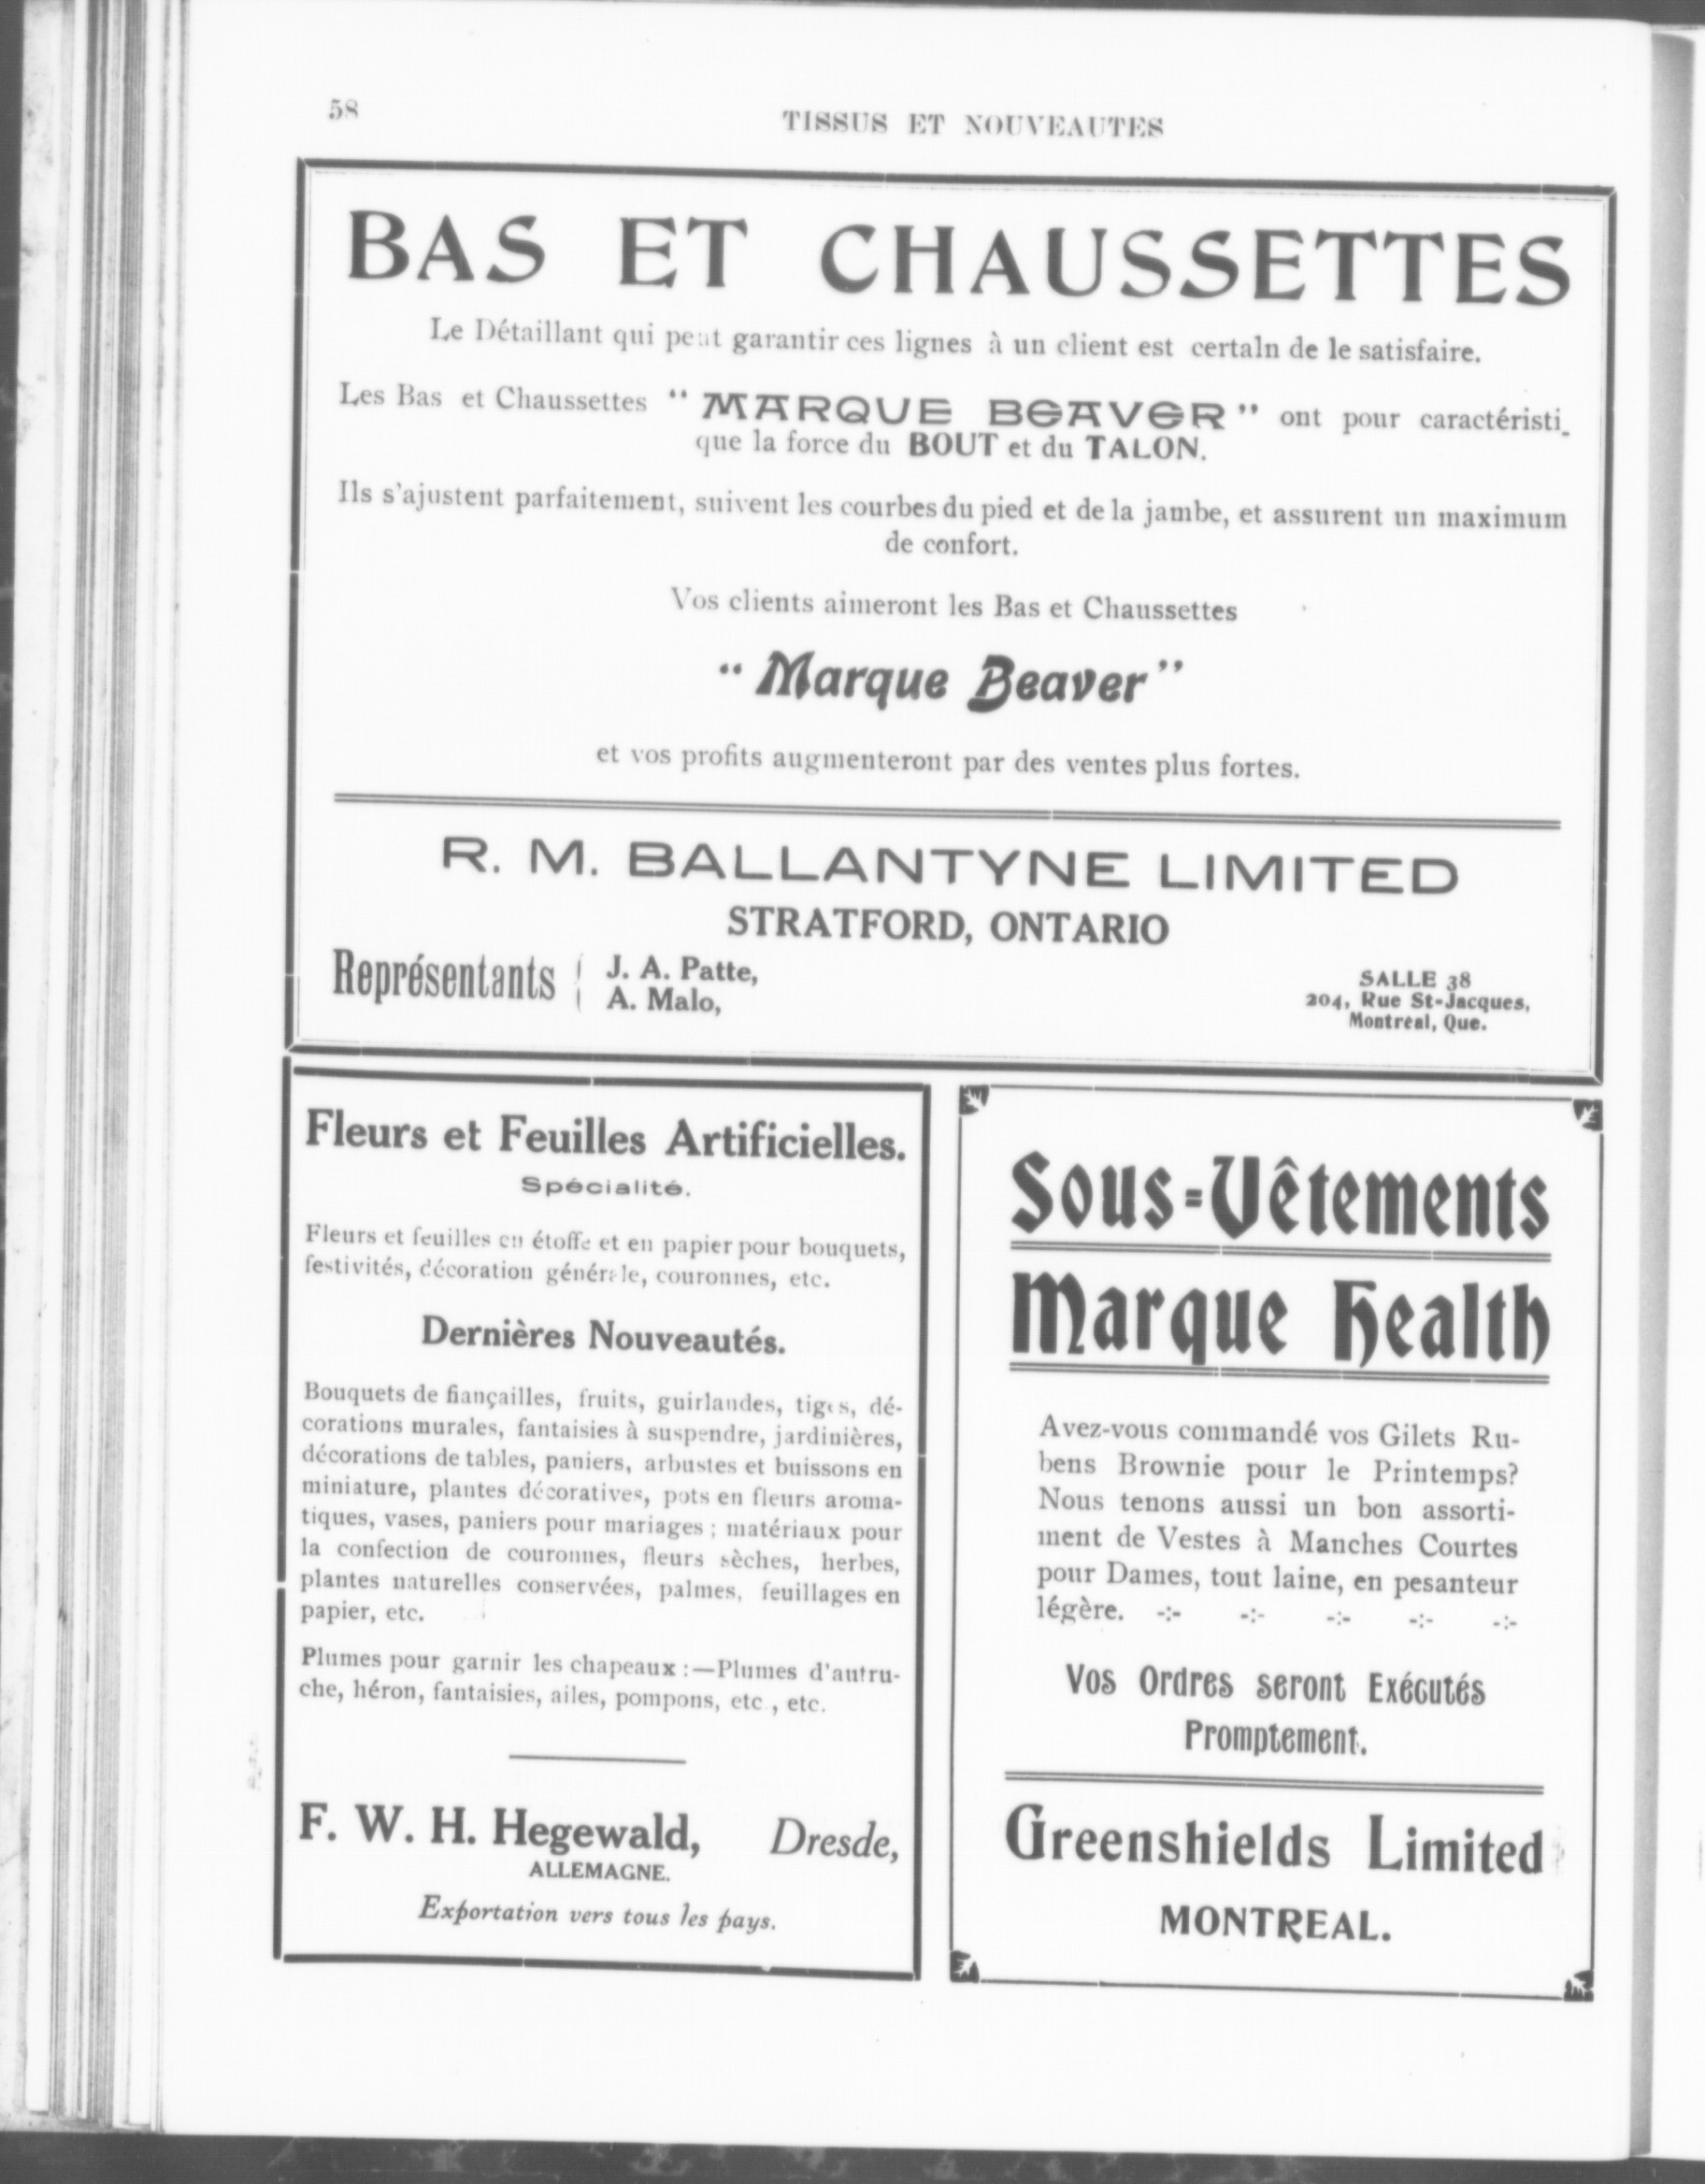 58
TISSUS ET NOUVEAUTES
BAS ET CHAUSSETTES
Le Détaillant qui peut garantir ces lignes à un client est certaln de le satisfaire.
Les Bas et Chaussettes “ MARQUE BEAVER ” ont pour caractéristi-
que la force du BOUT et du TALON.
Ils s'ajustent parfaitement, suivent les courbes du pied et de la jambe, et assurent un maximum
de confort.
Vos clients aimeront les Bas et Chaussettes
“ Marque Beaver ”
et vos profits augmenteront par des ventes plus fortes.
R. M. BALLANTYNE LIMITED
STRATFORD, ONTARIO
Représentants { J. A. Patte,
A. Malo,
SALLE 38
204, Rue St-Jacques,
Montréal, Que.
Fleurs et Feuilles Artificielles.
Spécialité.
Fleurs et feuilles en étoffe et en papier pour bouquets,
festivités, décoration générale, couronnes, etc.
Dernières Nouveautés.
Bouquets de fiançailles, fruits, guirlandes, tiges, dé-
corations murales, fantaisies à suspendre, jardinières,
décorations de tables, paniers, arbustes et buissons en
miniature, plantes décoratives, pots en fleurs aroma-
tiques, vases, paniers pour mariages ; matériaux pour
la confection de couronnes, fleurs sèches, herbes,
plantes naturelles conservées, palmes, feuillages en
papier, etc.
Plumes pour garnir les chapeaux :—Plumes d'autru-
che, héron, fantaisies, ailes, pompons, etc., etc.
F. W. H. Hegewald, Dresde,
ALLEMAGNE.
Exportation vers tous les pays.
Sous-Vêtements
Marque Health
Avez-vous commandé vos Gilets Ru-
bens Brownie pour le Printemps?
Nous tenons aussi un bon assorti-
ment de Vestes à Manches Courtes
pour Dames, tout laine, en pesanteur
légère. -:- -:- -:- -:- -:-
Vos Ordres seront Exécutés
Promptement.
Greenshields Limited
MONTREAL.